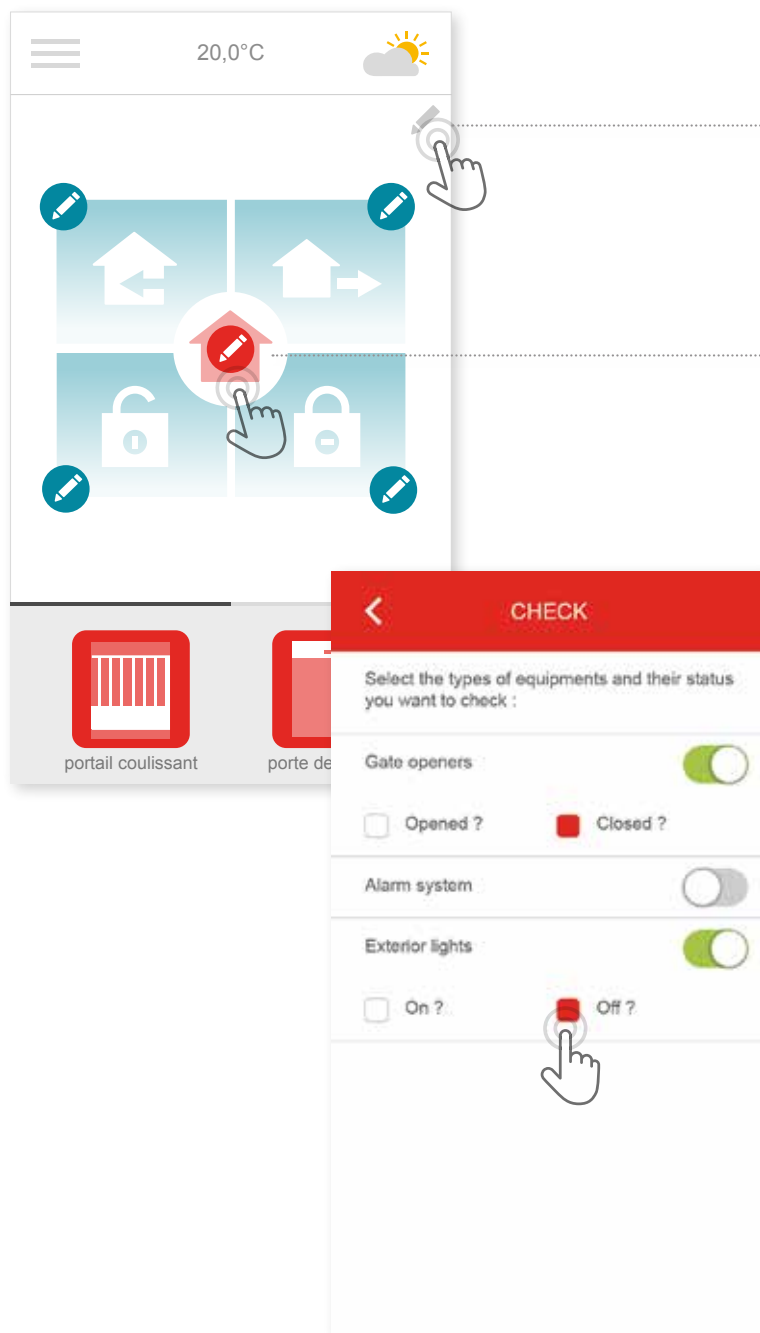 20,0°C
portail coulissant
porte de
CHECK
Select the types of equipments and their status
you want to check :
Gate openers
Opened ?
Closed ?
Alarm system
Exterior lights
On ?
Off ?